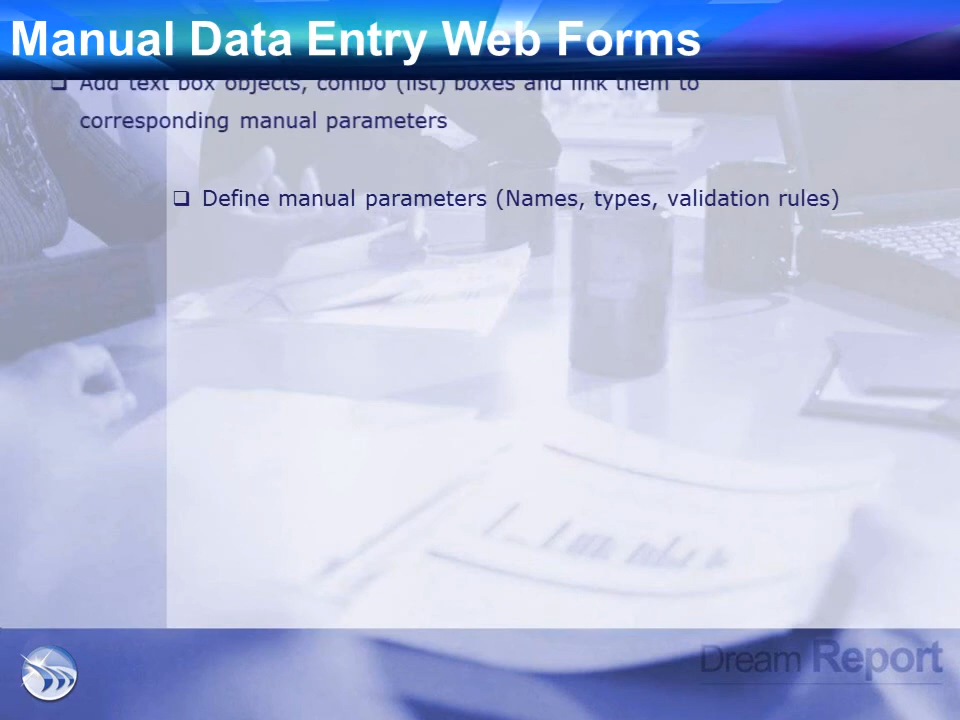 Manual Data Entry Web Forms
❑ Add text box objects, combo (list) boxes and link them to
corresponding manual parameters
❑ Define manual parameters (Names, types, validation rules)
Dream Report